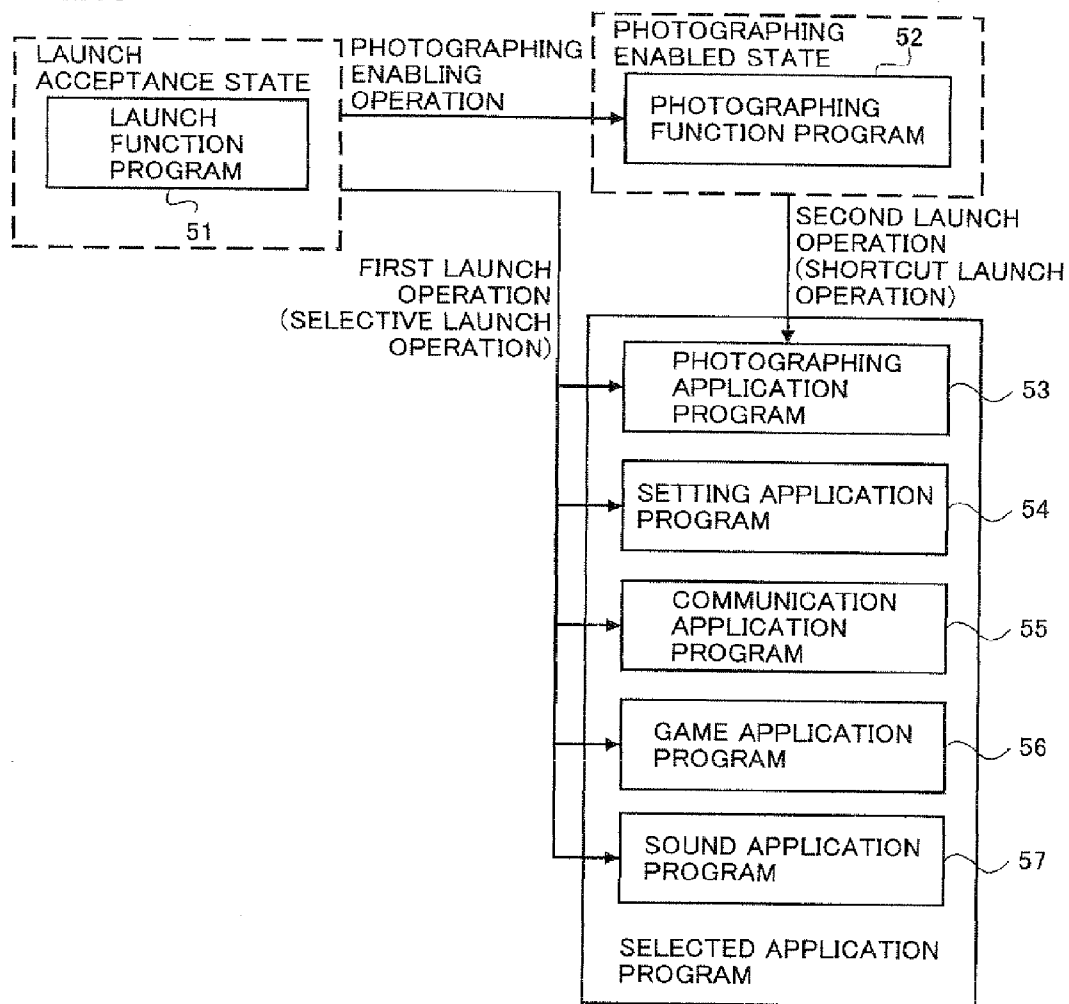 LAUNCH
ACCEPTANCE STATE
LAUNCH
FUNCTION
PROGRAM
51
PHOTOGRAPHING
ENABLING
OPERATION
PHOTOGRAPHING
ENABLED STATE
52
PHOTOGRAPHING
FUNCTION PROGRAM
FIRST LAUNCH
OPERATION
(SELECTIVE LAUNCH
OPERATION)
SECOND LAUNCH
OPERATION
(SHORTCUT LAUNCH
OPERATION)
PHOTOGRAPHING
APPLICATION
PROGRAM
53
SETTING APPLICATION
PROGRAM
54
COMMUNICATION
APPLICATION
PROGRAM
55
GAME APPLICATION
PROGRAM
56
SOUND APPLICATION
PROGRAM
57
SELECTED APPLICATION
PROGRAM